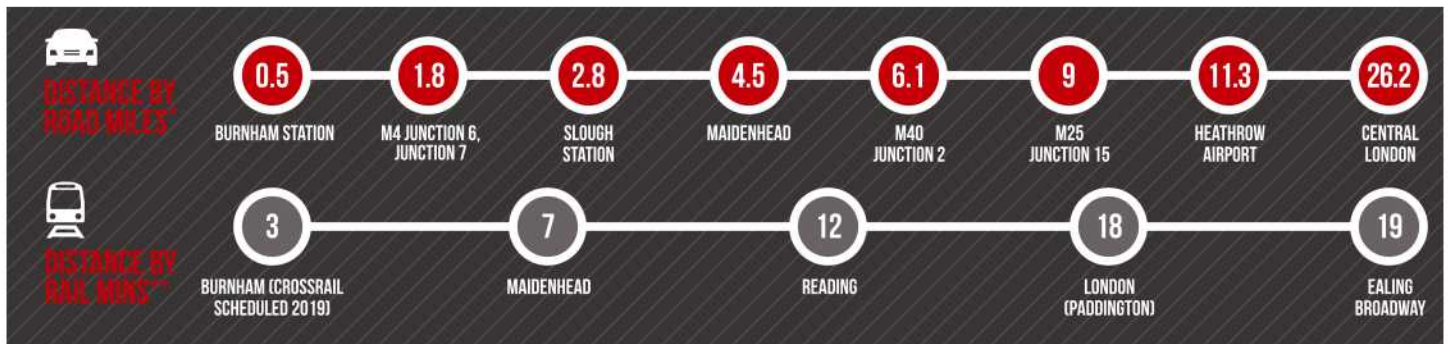 DISTANCE BY
ROAD MILES*
0.5
1.8
2.8
4.5
6.1
9
11.3
26.2
BURNHAM STATION
M4 JUNCTION 6,
JUNCTION 7
SLOUGH
STATION
MAIDENHEAD
M40
JUNCTION 2
M25
JUNCTION 15
HEATHROW
AIRPORT
CENTRAL
LONDON
DISTANCE BY
RAIL MINS**
3
7
12
18
19
BURNHAM (CROSSRAIL
SCHEDULED 2019)
MAIDENHEAD
READING
LONDON
(PADDINGTON)
EALING
BROADWAY